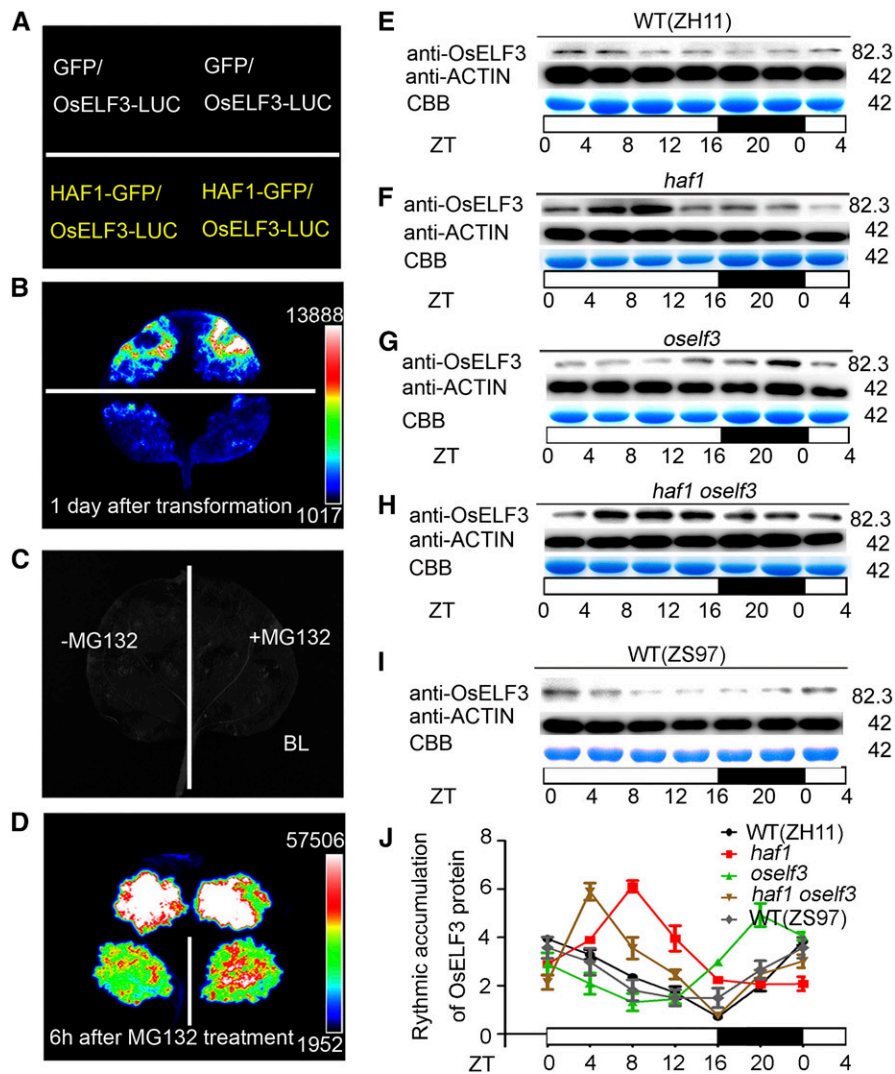 A
GFP/ GFP/
OsELF3-LUC OsELF3-LUC
HAF1-GFP/ HAF1-GFP/
OsELF3-LUC OsELF3-LUC
B
13888
1 day after transformation
1017
C
-MG132 +MG132
BL
D
57506
6h after MG132 treatment
1952
E
WT(ZH11)
anti-OsELF3 82.3
anti-ACTIN 42
CBB 42
ZT 0 4 8 12 16 20 0 4
F
haf1
anti-OsELF3 82.3
anti-ACTIN 42
CBB 42
ZT 0 4 8 12 16 20 0 4
G
oself3
anti-OsELF3 82.3
anti-ACTIN 42
CBB 42
ZT 0 4 8 12 16 20 0 4
H
haf1 oself3
anti-OsELF3 82.3
anti-ACTIN 42
CBB 42
ZT 0 4 8 12 16 20 0 4
I
WT(ZS97)
anti-OsELF3 82.3
anti-ACTIN 42
CBB 42
ZT 0 4 8 12 16 20 0 4
J
Rythmic accumulation
of OsELF3 protein
8
6
4
2
0
WT(ZH11)
haf1
oself3
haf1 oself3
WT(ZS97)
ZT 0 4 8 12 16 20 0 4